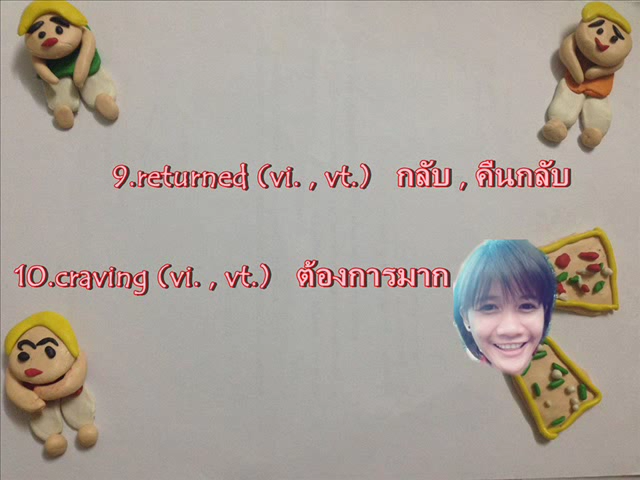 9.returned (vi. , vt.) กลับ , คืนกลับ
10.craving (vi. , vt.) ต้องการมาก